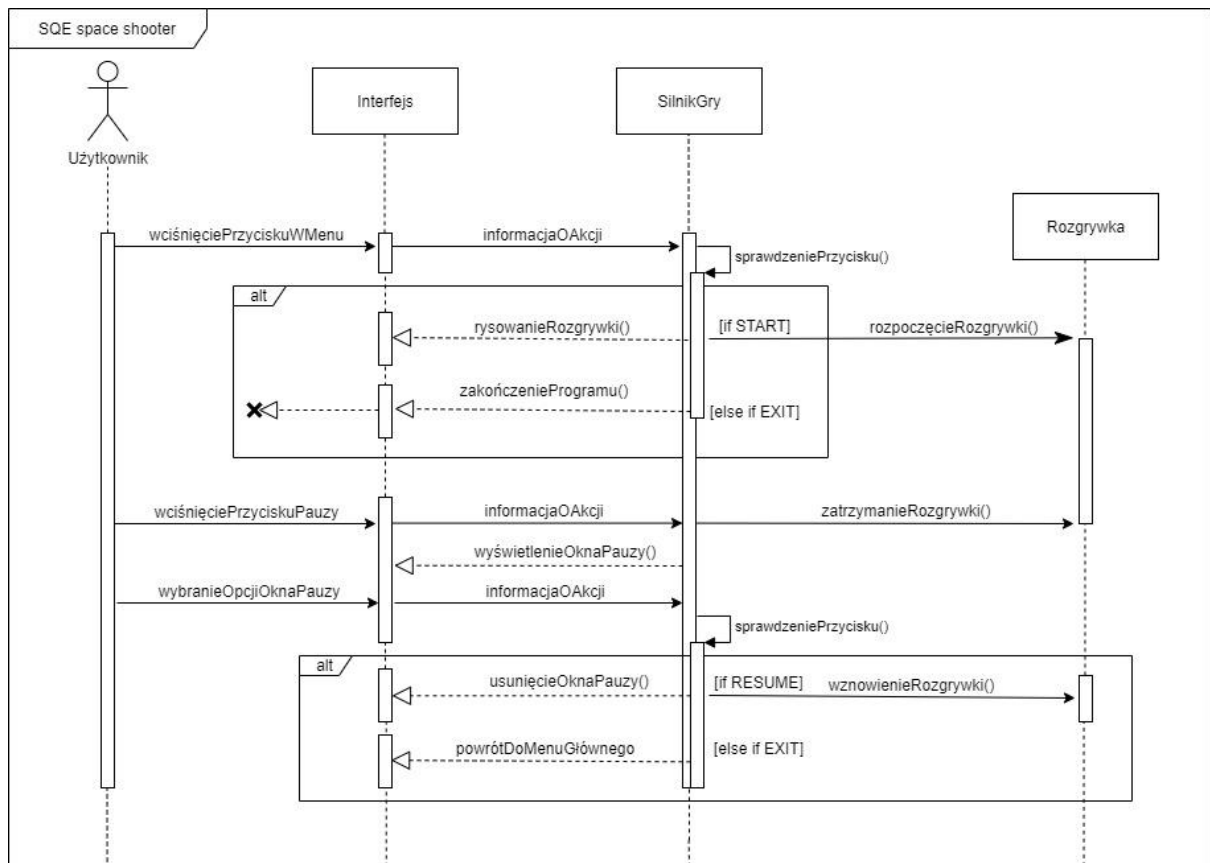 SQE space shooter
Interfejs
SilnikGry
Użytkownik
Rozgrywka
wciśnięciePrzyciskuWMenu
informacjaOAkcji
sprawdzeniePrzycisku()
alt
rysowanieRozgrywki()
[if START]
rozpoczęcieRozgrywki()
zakończenieProgramu()
[else if EXIT]
wciśnięciePrzyciskuPauzy
informacjaOAkcji
zatrzymanieRozgrywki()
wyświetlenieOknaPauzy()
wybranieOpcjiOknaPauzy
informacjaOAkcji
sprawdzeniePrzycisku()
alt
usunięcieOknaPauzy()
[if RESUME]
wznowienieRozgrywki()
powrótDoMenuGłównego
[else if EXIT]